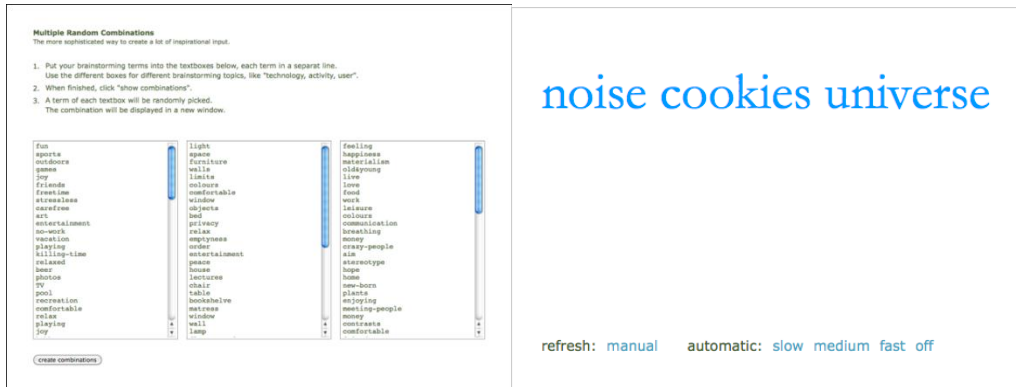 Multiple Random Combinations
The more sophisticated way to create a lot of inspirational input.
1. Put your brainstorming terms into the textboxes below, each term in a separat line.
Use the different boxes for different brainstorming topics, like "technology, activity, user".
2. When finished, click "show combinations".
3. A term of each textbox will be randomly picked.
The combination will be displayed in a new window.
fun
sports
outdoors
games
joy
friends
freetime
stressless
carefree
art
entertainment
no-work
vacation
playing
killing-time
relaxed
beer
photos
TV
pool
recreation
comfortable
relax
playing
joy
light
space
furniture
walls
limits
colours
comfortable
window
objects
bed
privacy
relax
emptyness
order
entertainment
peace
house
lectures
chair
table
bookshelve
matress
window
wall
lamp
feeling
happiness
materialism
old&young
live
love
food
work
leisure
colours
communication
breathing
money
crazy-people
aim
stereotype
hope
home
new-born
plants
enjoying
meeting-people
money
contrasts
comfortable
create combinations
noise cookies universe
refresh: manual automatic: slow medium fast off